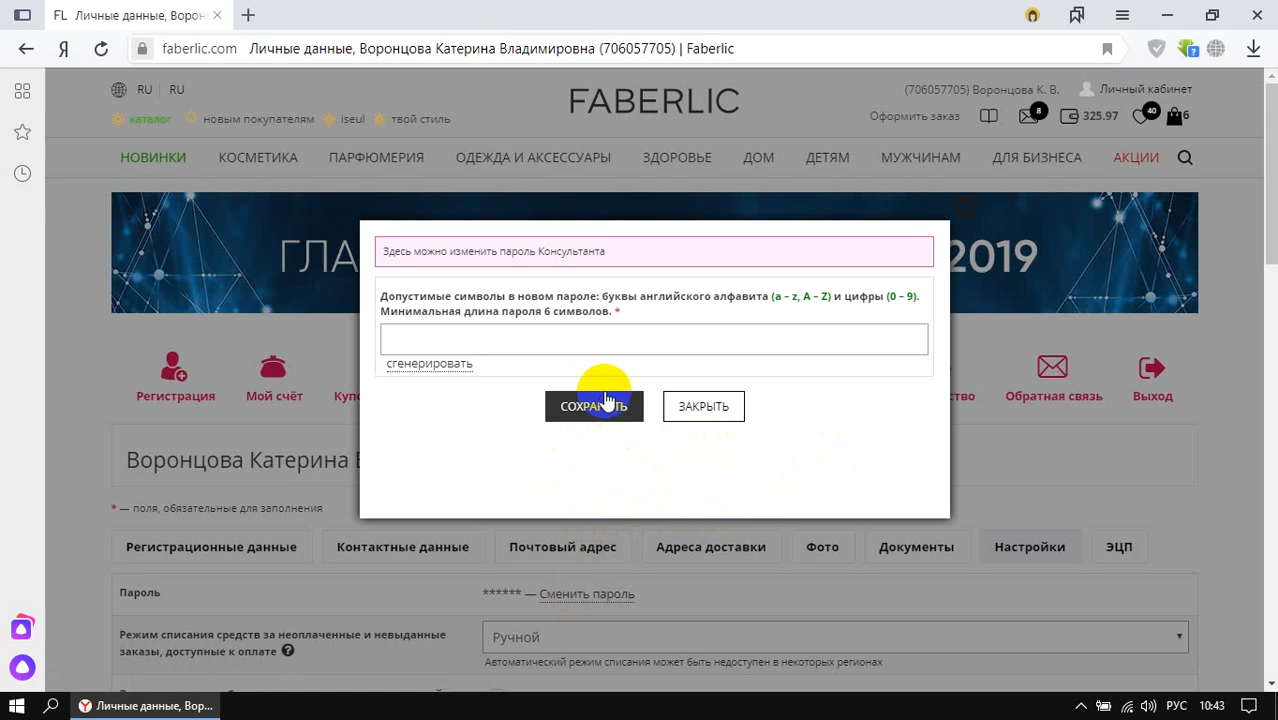 FL Личные данные, Ворон
faberlic.com Личные данные, Воронцова Катерина Владимировна (706057705) | Faberlic
RU RU
FABERLIC
(706057705) Воронцова К. В. Личный кабинет
каталог новым покупателям iseul твой стиль
Оформить заказ 8 325.97 40 6
НОВИНКИ КОСМЕТИКА ПАРФЮМЕРИЯ ОДЕЖДА И АКСЕССУАРЫ ЗДОРОВЬЕ ДОМ ДЕТЯМ МУЖЧИНАМ ДЛЯ БИЗНЕСА АКЦИИ
ГЛА 2019
Здесь можно изменить пароль Консультанта
Допустимые символы в новом пароле: буквы английского алфавита (a – z, A – Z) и цифры (0 – 9).
Минимальная длина пароля 6 символов. *
сгенерировать
СОХРАНИТЬ ЗАКРЫТЬ
Регистрация Мой счёт Купо ство Обратная связь Выход
Воронцова Катерина В
* — поля, обязательные для заполнения
Регистрационные данные Контактные данные Почтовый адрес Адреса доставки Фото Документы Настройки ЭЦП
Пароль ****** — Сменить пароль
Режим списания средств за неоплаченные и невыданные
заказы, доступные к оплате ?
Ручной
Автоматический режим списания может быть недоступен в некоторых регионах
Личные данные, Вор...
РУС 10:43